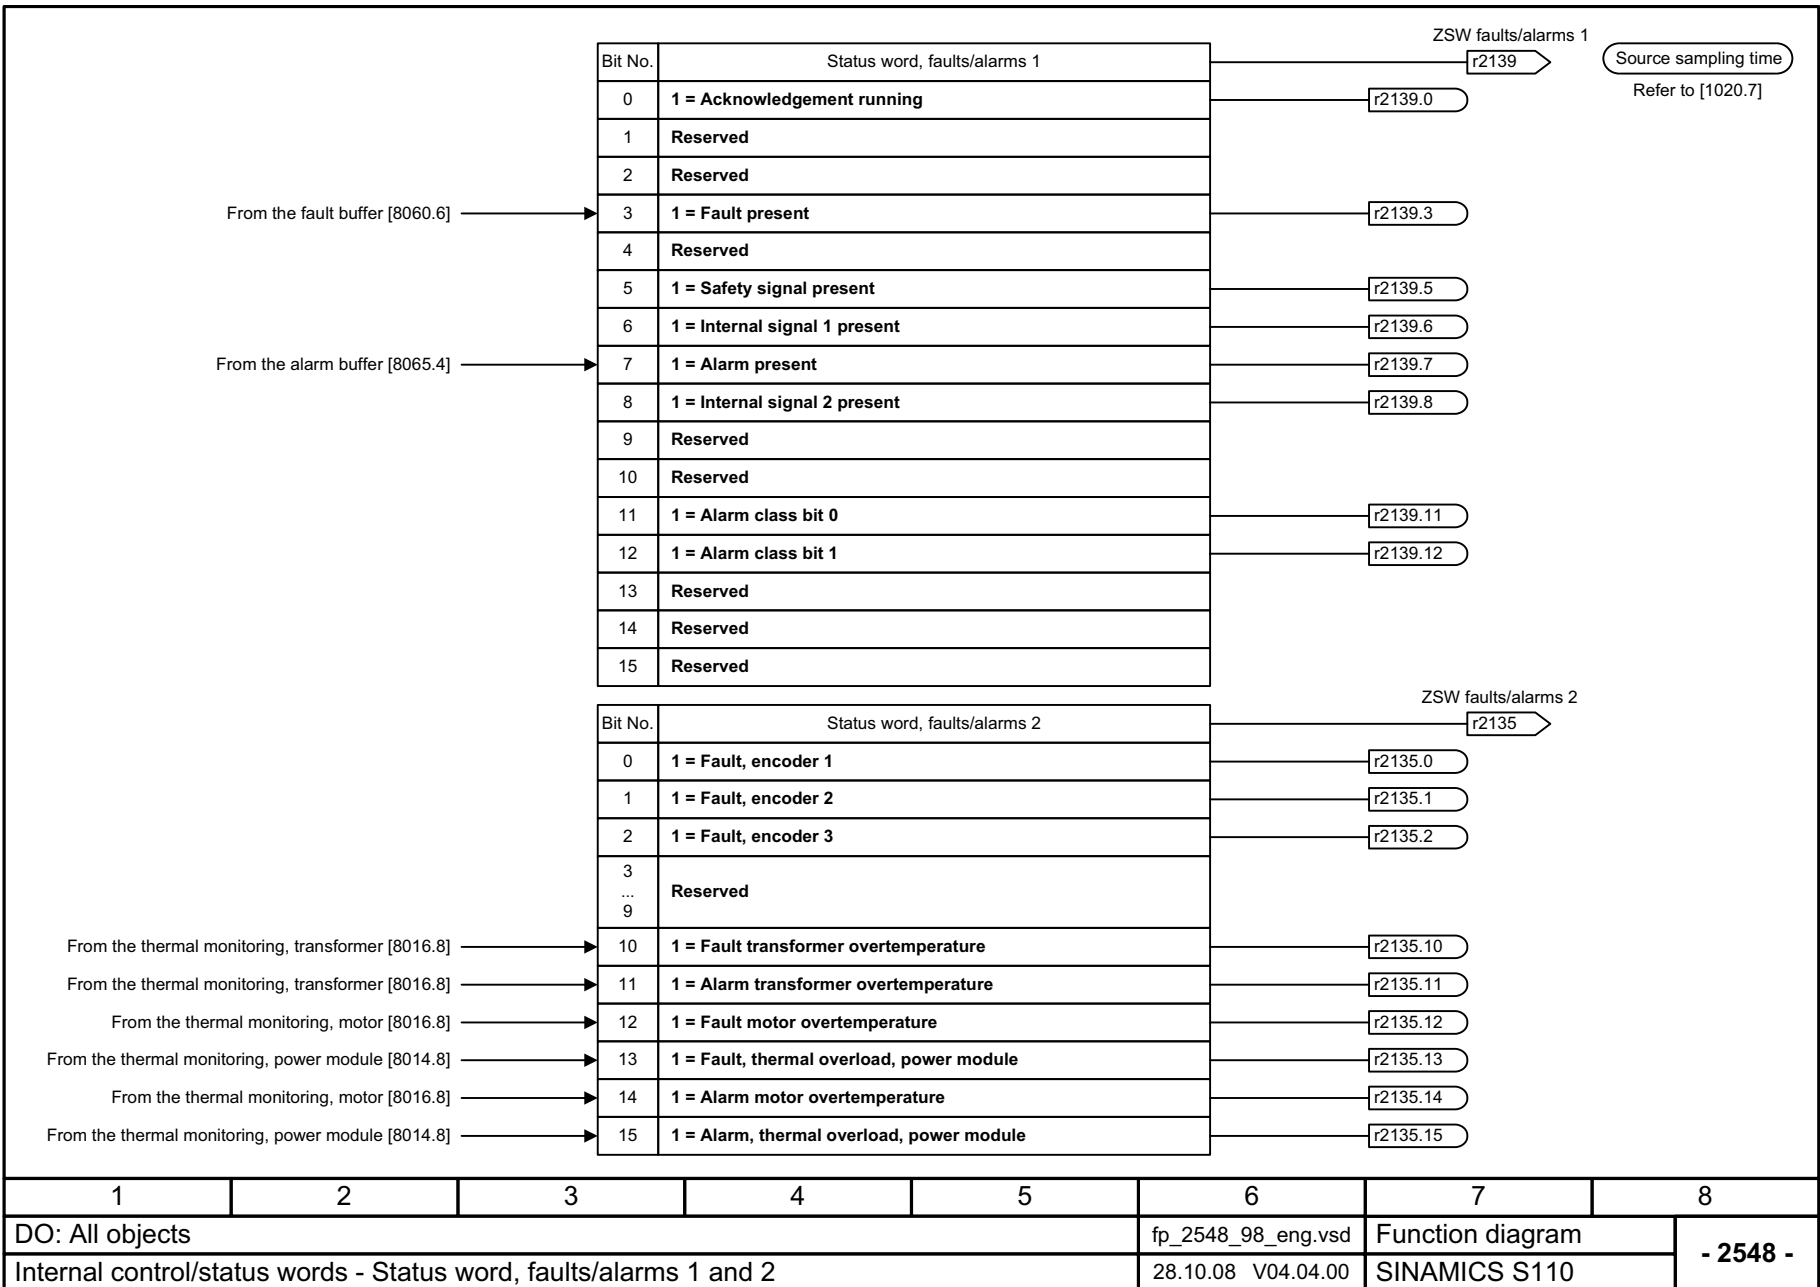 ZSW faults/alarms 1
Bit No. Status word, faults/alarms 1 r2139 Source sampling time
Refer to [1020.7]
0 1 = Acknowledgement running r2139.0
1 Reserved
2 Reserved
From the fault buffer [8060.6] 3 1 = Fault present r2139.3
4 Reserved
5 1 = Safety signal present r2139.5
6 1 = Internal signal 1 present r2139.6
From the alarm buffer [8065.4] 7 1 = Alarm present r2139.7
8 1 = Internal signal 2 present r2139.8
9 Reserved
10 Reserved
11 1 = Alarm class bit 0 r2139.11
12 1 = Alarm class bit 1 r2139.12
13 Reserved
14 Reserved
15 Reserved
ZSW faults/alarms 2
Bit No. Status word, faults/alarms 2 r2135
0 1 = Fault, encoder 1 r2135.0
1 1 = Fault, encoder 2 r2135.1
2 1 = Fault, encoder 3 r2135.2
3
... Reserved
9
From the thermal monitoring, transformer [8016.8] 10 1 = Fault transformer overtemperature r2135.10
From the thermal monitoring, transformer [8016.8] 11 1 = Alarm transformer overtemperature r2135.11
From the thermal monitoring, motor [8016.8] 12 1 = Fault motor overtemperature r2135.12
From the thermal monitoring, power module [8014.8] 13 1 = Fault, thermal overload, power module r2135.13
From the thermal monitoring, motor [8016.8] 14 1 = Alarm motor overtemperature r2135.14
From the thermal monitoring, power module [8014.8] 15 1 = Alarm, thermal overload, power module r2135.15
1 2 3 4 5 6 7 8
DO: All objects fp_2548_98_eng.vsd Function diagram - 2548 -
Internal control/status words - Status word, faults/alarms 1 and 2 28.10.08 V04.04.00 SINAMICS S110